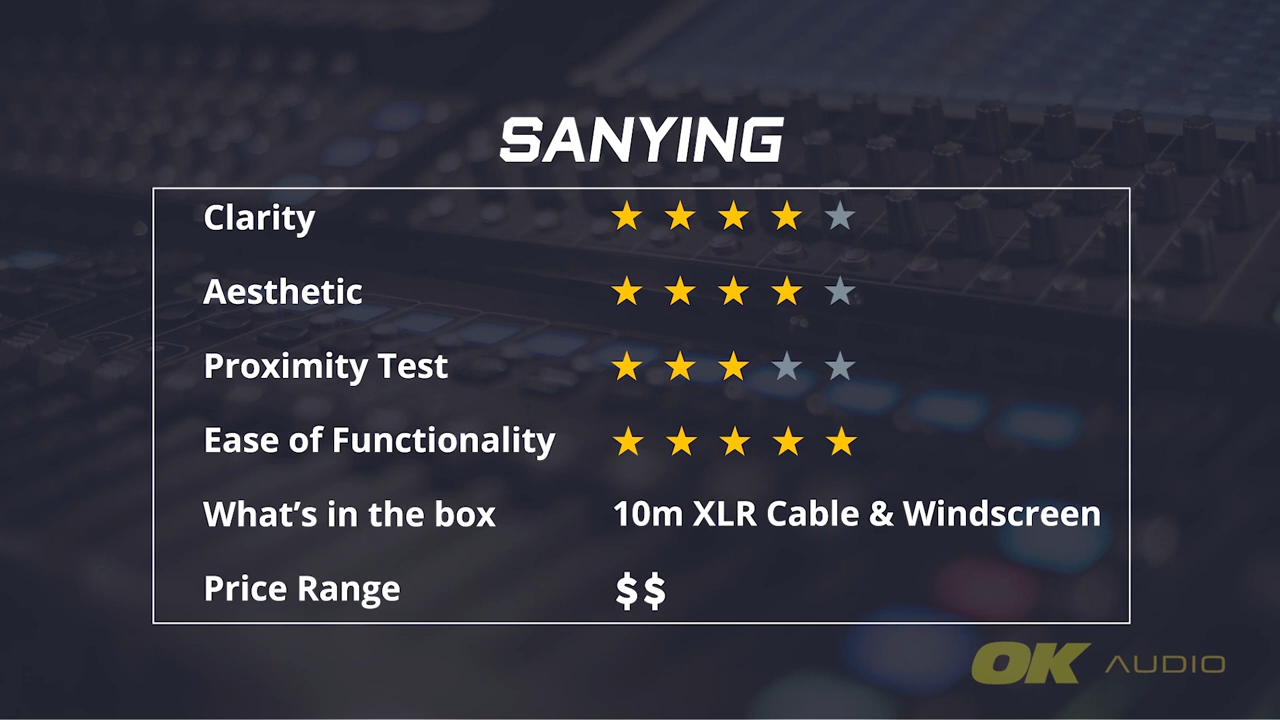 SANYING
Clarity
Aesthetic
Proximity Test
Ease of Functionality
What's in the box 10m XLR Cable & Windscreen
Price Range $$
OK AUDIO